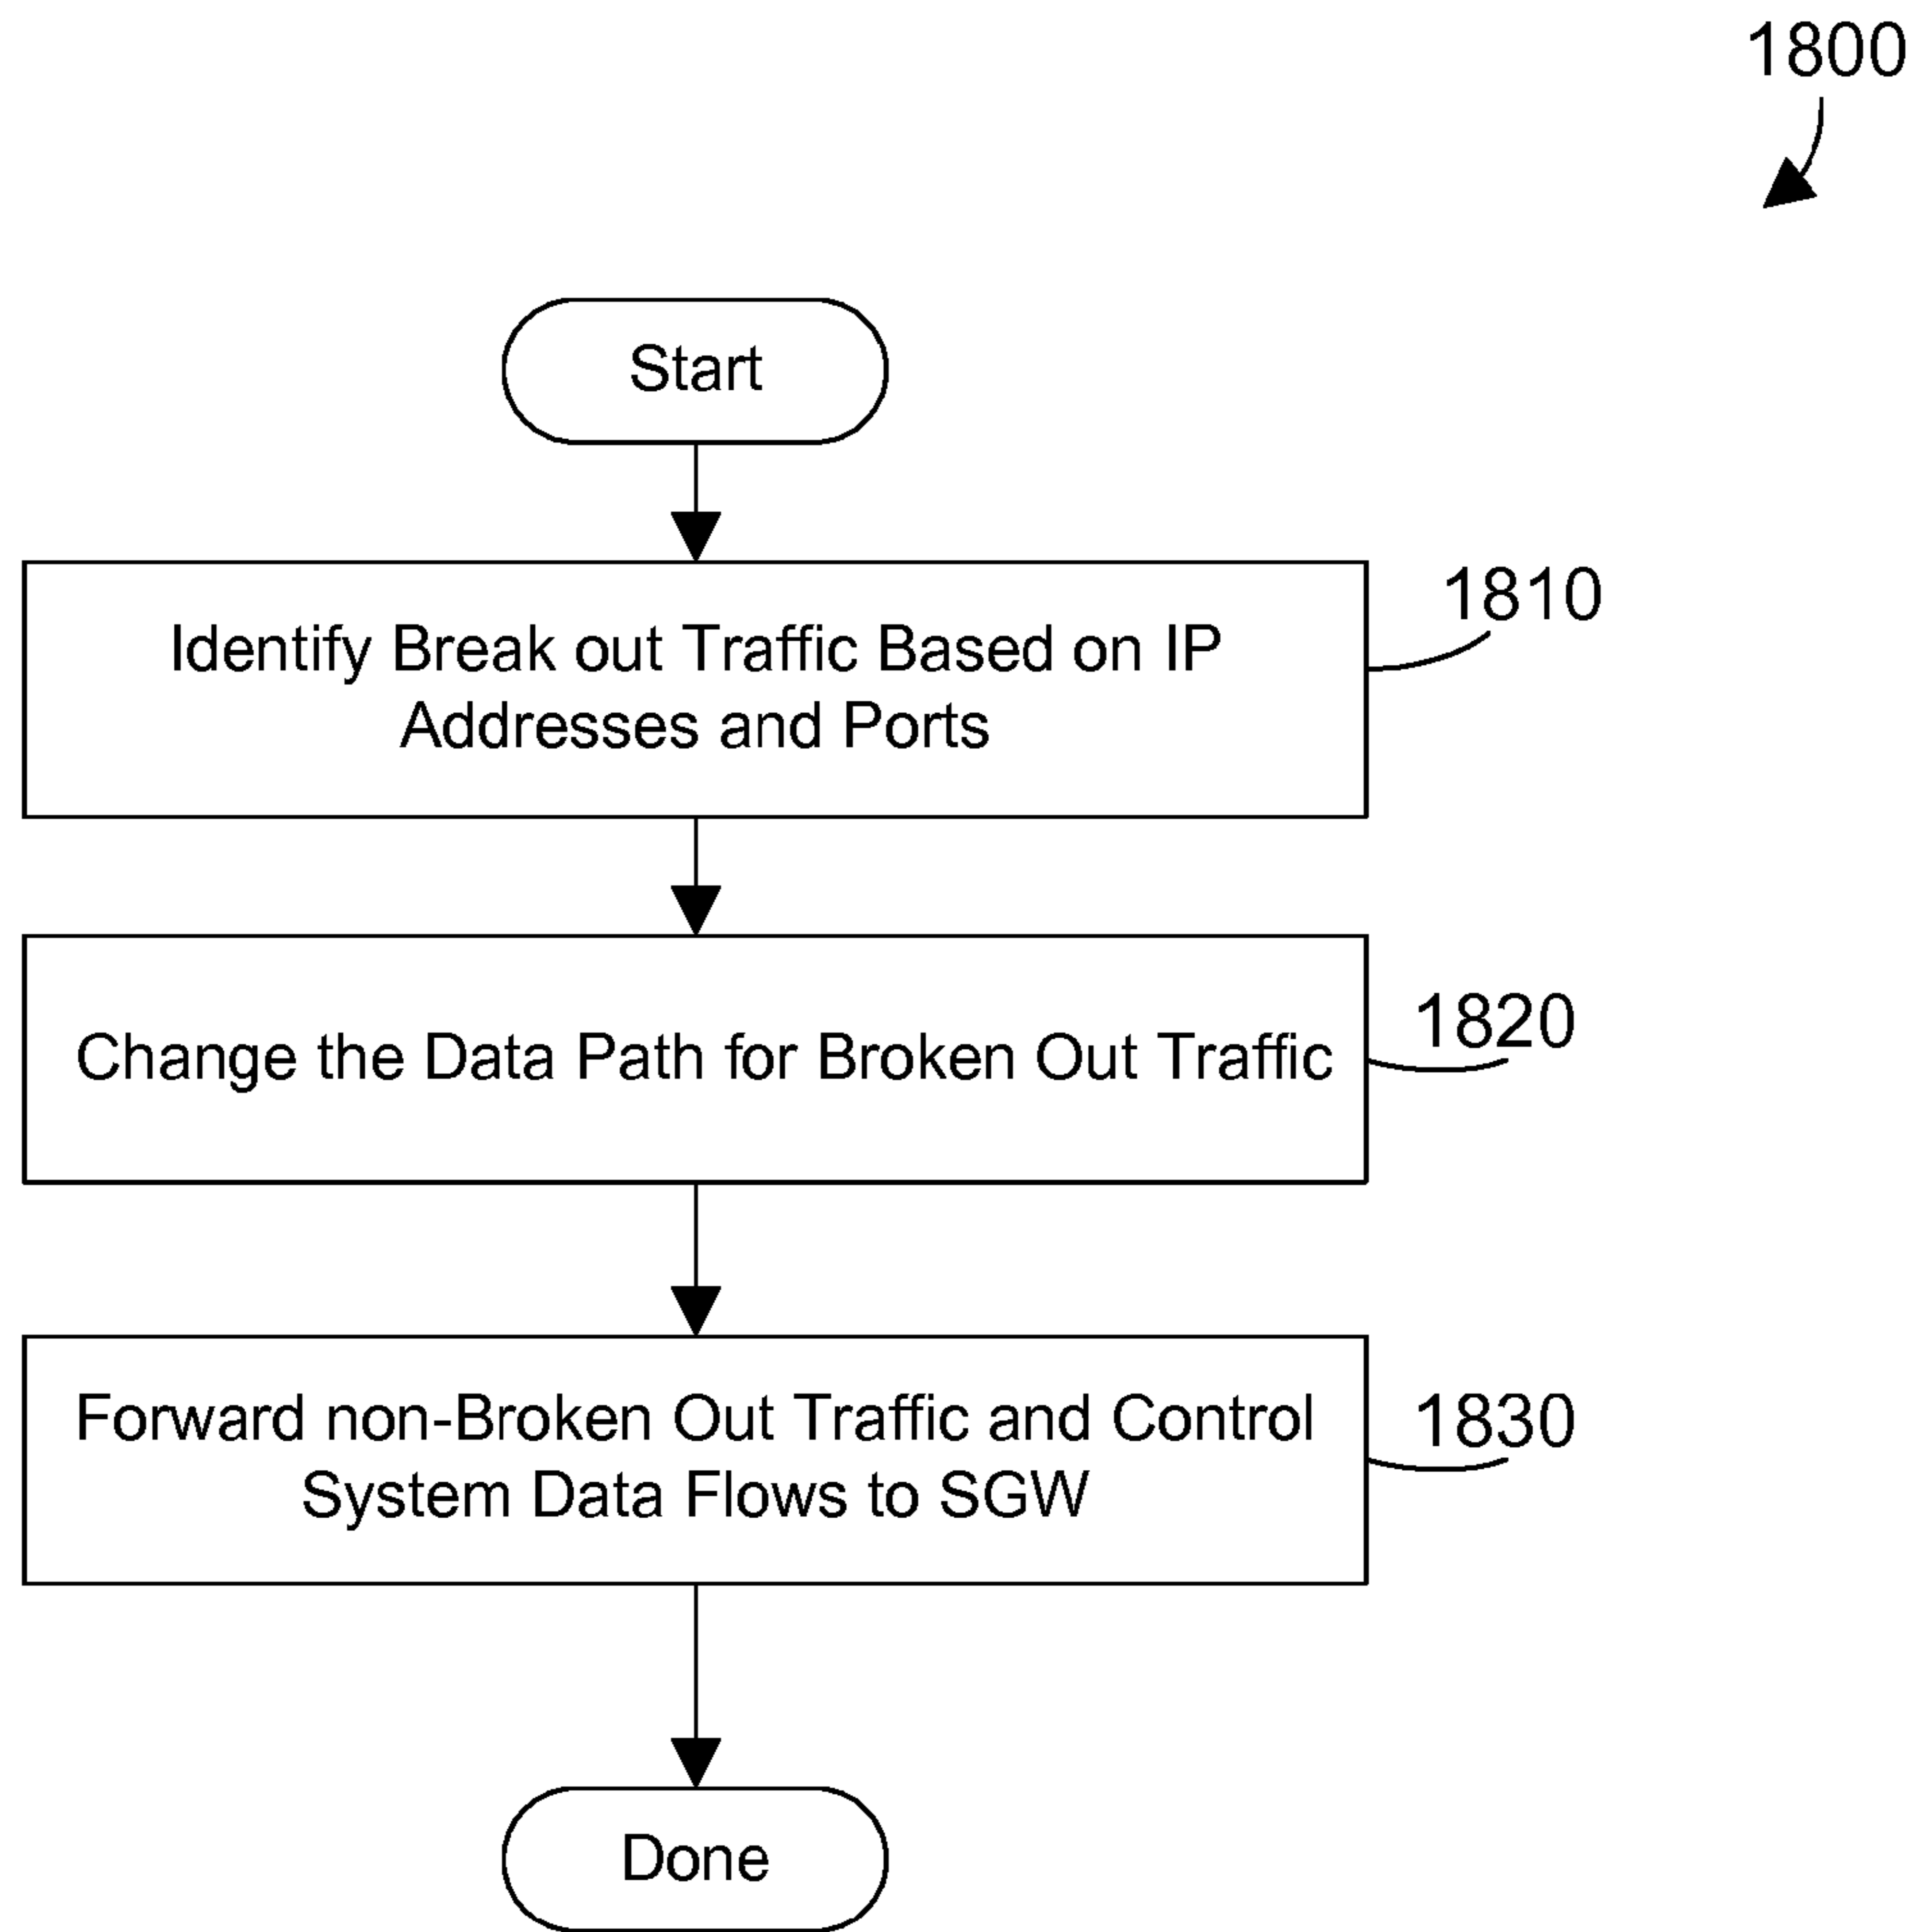 1800
Start
Identify Break out Traffic Based on IP
Addresses and Ports
1810
Change the Data Path for Broken Out Traffic
1820
Forward non-Broken Out Traffic and Control
System Data Flows to SGW
1830
Done